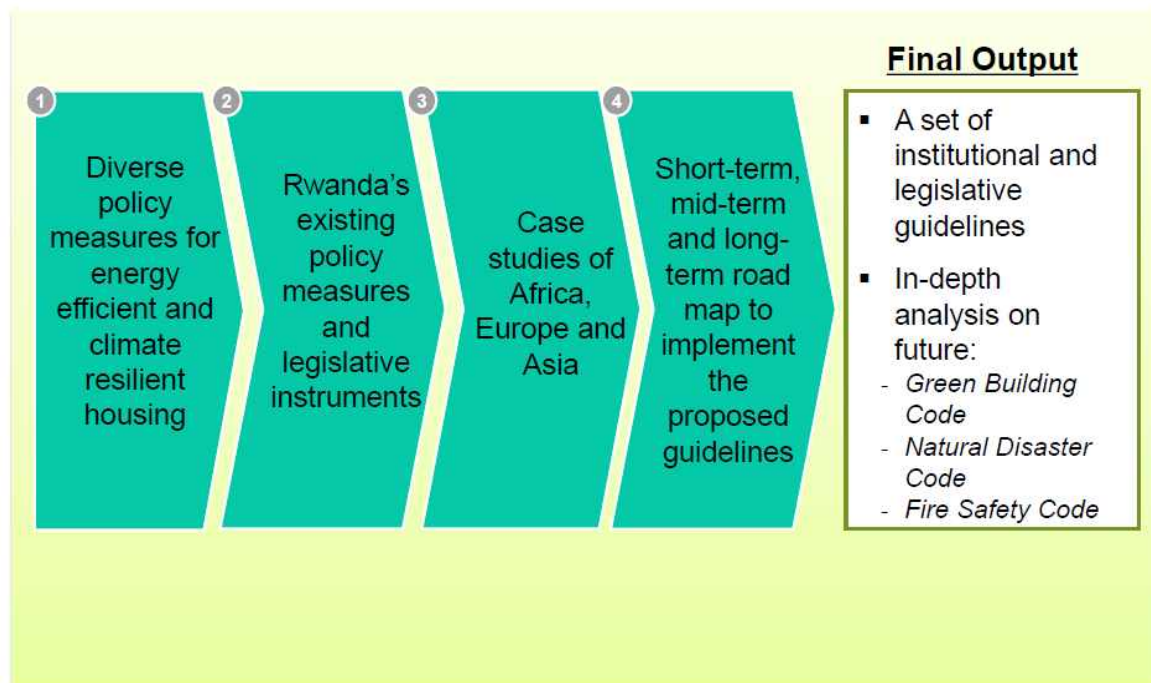 1
Diverse
policy
measures for
energy
efficient and
climate
resilient
housing
2
Rwanda's
existing
policy
measures
and
legislative
instruments
3
Case
studies of
Africa,
Europe and
Asia
4
Short-term,
mid-term
and long-
term road
map to
implement
the
proposed
guidelines
Final Output
▪ A set of
institutional and
legislative
guidelines
▪ In-depth
analysis on
future:
- Green Building
Code
- Natural Disaster
Code
- Fire Safety Code